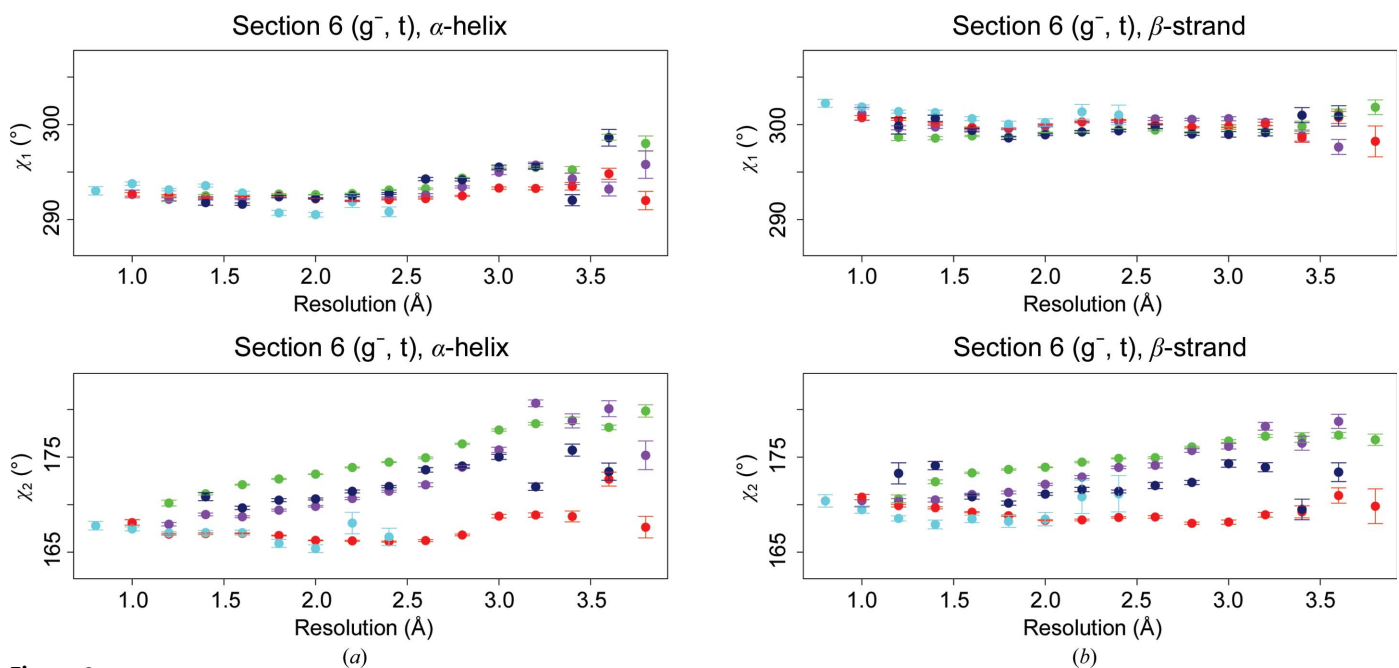 Section 6 (g⁻, t), α-helix
Section 6 (g⁻, t), β-strand
χ₁ (°)
300
290
1.0 1.5 2.0 2.5 3.0 3.5
Resolution (Å)
χ₁ (°)
300
290
1.0 1.5 2.0 2.5 3.0 3.5
Resolution (Å)
Section 6 (g⁻, t), α-helix
Section 6 (g⁻, t), β-strand
χ₂ (°)
175
165
1.0 1.5 2.0 2.5 3.0 3.5
Resolution (Å)
(a)
χ₂ (°)
175
165
1.0 1.5 2.0 2.5 3.0 3.5
Resolution (Å)
(b)